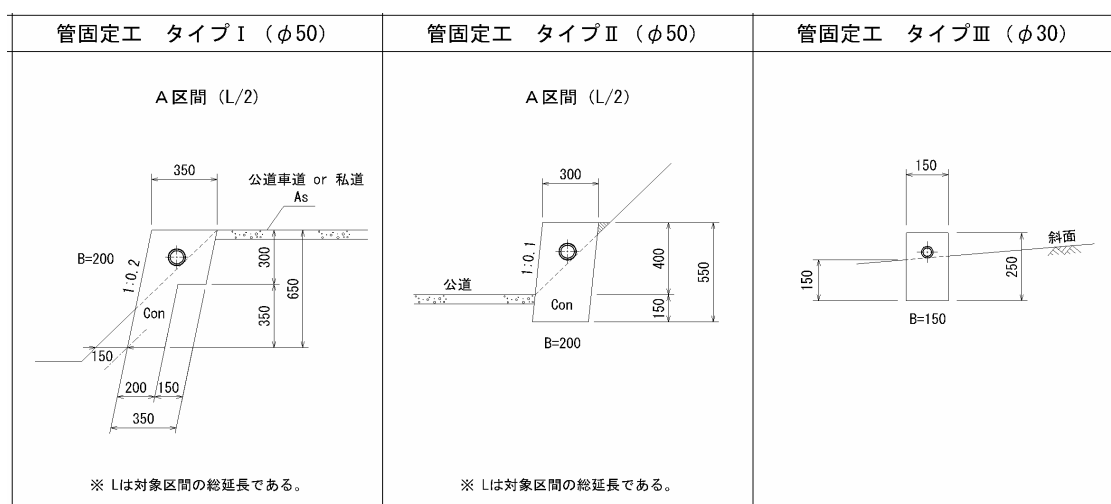 管固定工 タイプⅠ（φ50）
A区間（L/2）
350
公道車道 or 私道
As
B=200
1:0.2
300
650
350
Con
150
200
150
350
※ Lは対象区間の総延長である。
管固定工 タイプⅡ（φ50）
A区間（L/2）
300
1:0.1
400
550
公道
Con
150
B=200
※ Lは対象区間の総延長である。
管固定工 タイプⅢ（φ30）
150
斜面
150
250
B=150